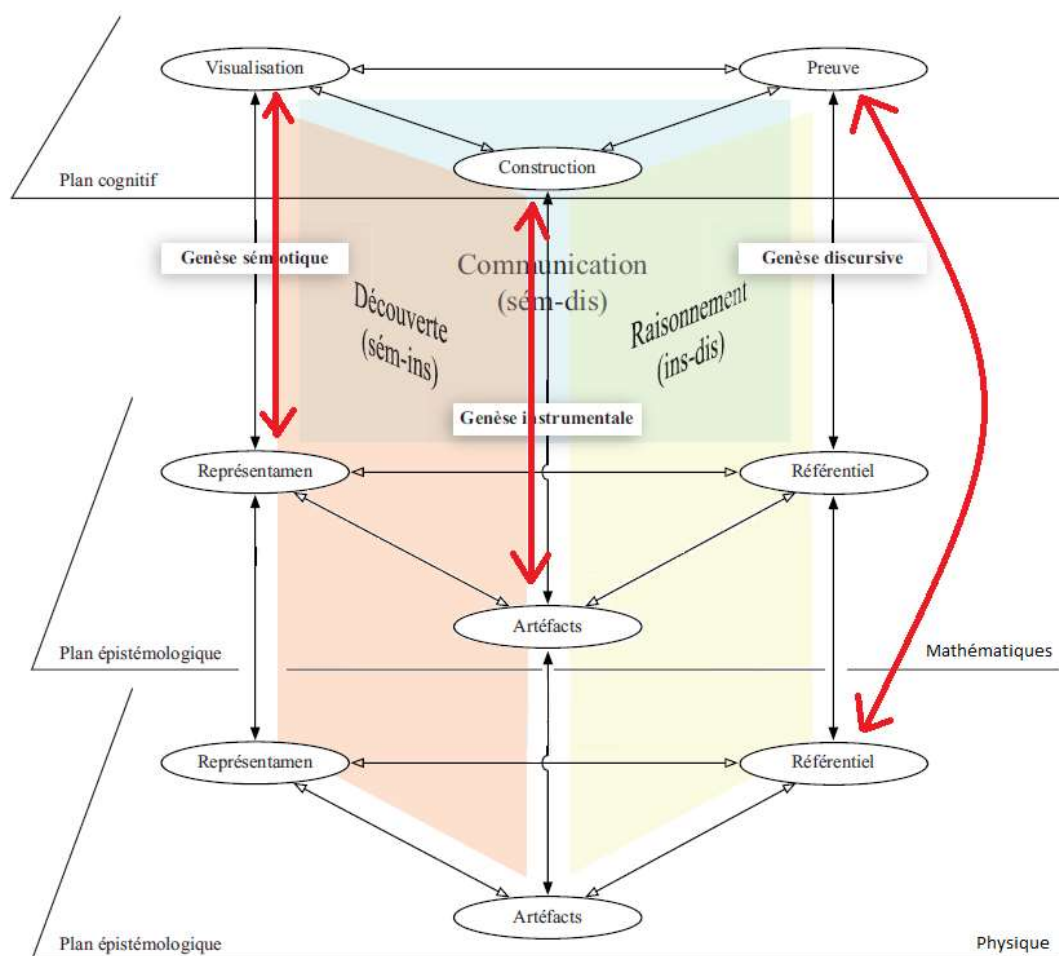 Visualisation
Preuve
Construction
Plan cognitif
Genèse sémiotique
Communication
(sém-dis)
Genèse discursive
Découverte
(sém-ins)
Raisonnement
(ins-dis)
Genèse instrumentale
Représentamen
Référentiel
Artéfacts
Plan épistémologique
Mathématiques
Représentamen
Référentiel
Artéfacts
Plan épistémologique
Physique